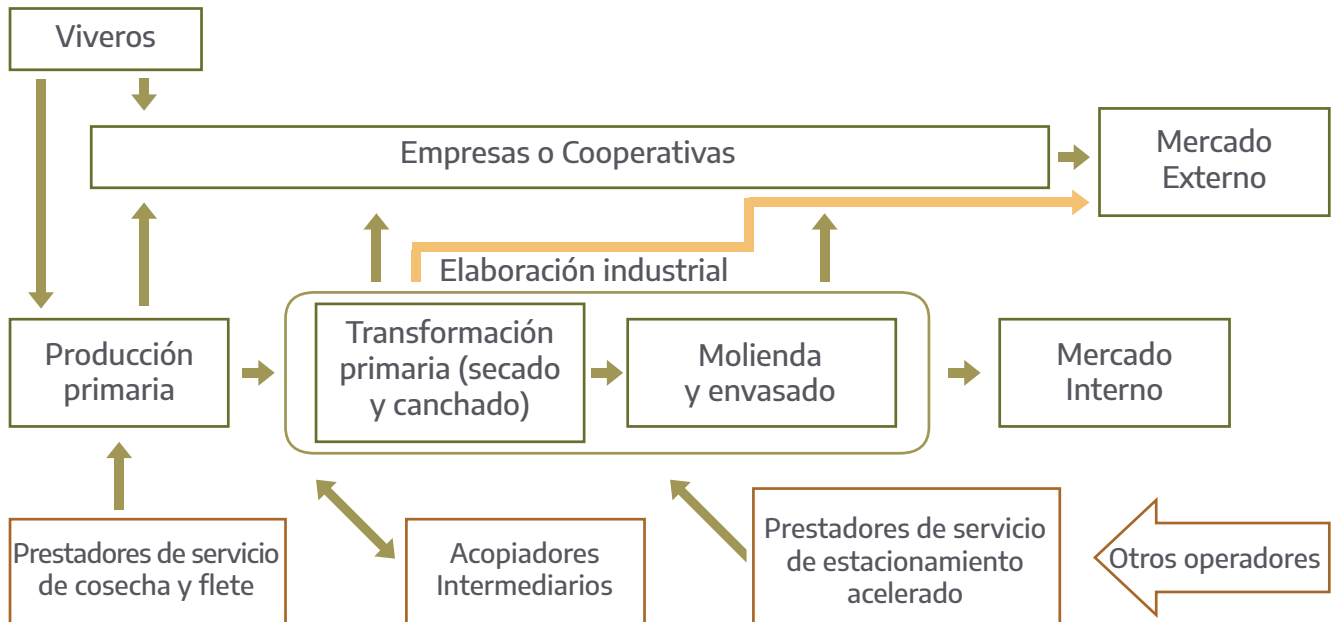 Viveros
Empresas o Cooperativas
Mercado
Externo
Elaboración industrial
Producción
primaria
Transformación
primaria (secado
y canchado)
Molienda
y envasado
Mercado
Interno
Prestadores de servicio
de cosecha y flete
Acopiadores
Intermediarios
Prestadores de servicio
de estacionamiento
acelerado
Otros operadores